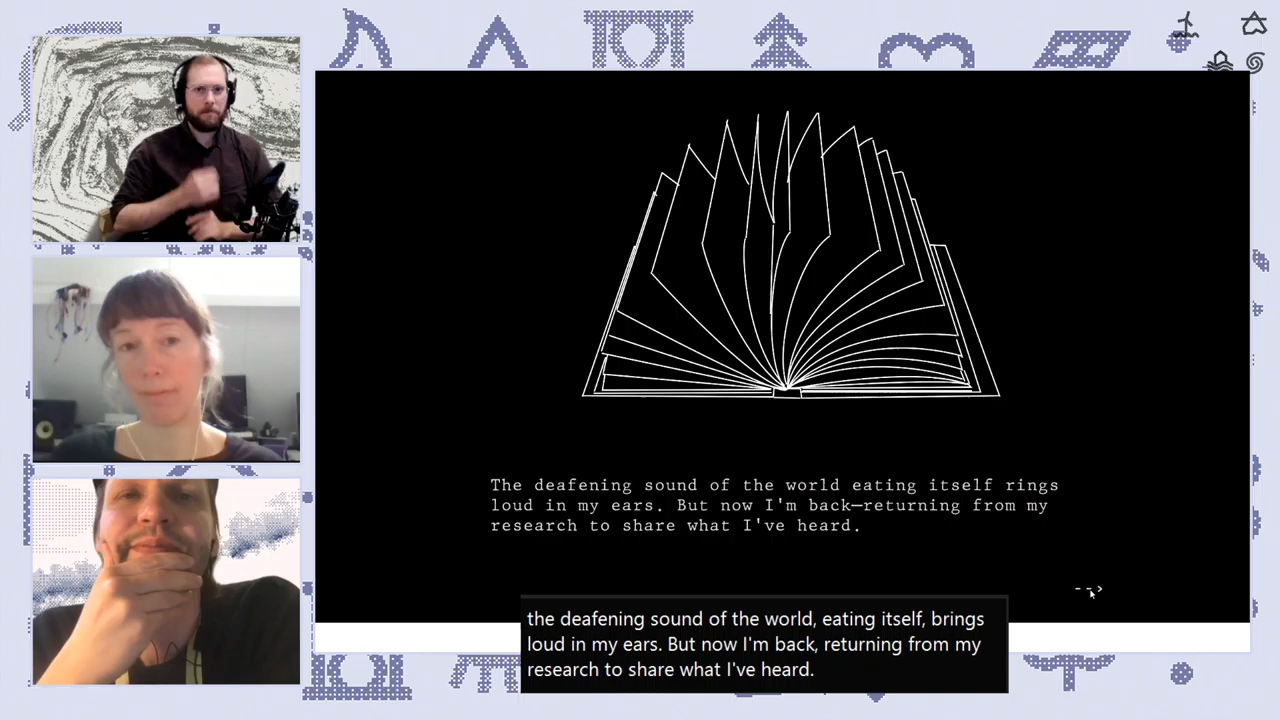 The deafening sound of the world eating itself rings
loud in my ears. But now I'm back—returning from my
research to share what I've heard.
-->
the deafening sound of the world, eating itself, brings
loud in my ears. But now I'm back, returning from my
research to share what I've heard.